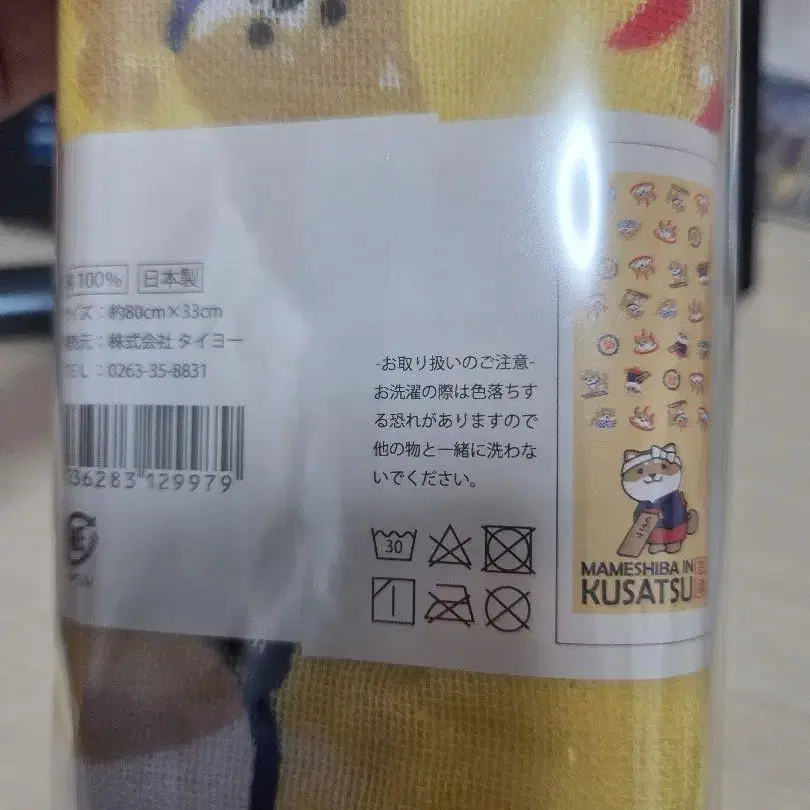 100%
日本製
イズ：約80cm×33cm
売元：株式会社 タイヨー
TEL：0263-35-8831
36283 129979
-お取り扱いのご注意-
お洗濯の際は色落ちす
る恐れがありますので
他の物と一緒に洗わな
いでください。
30
MAMESHIBA IN
KUSATSU